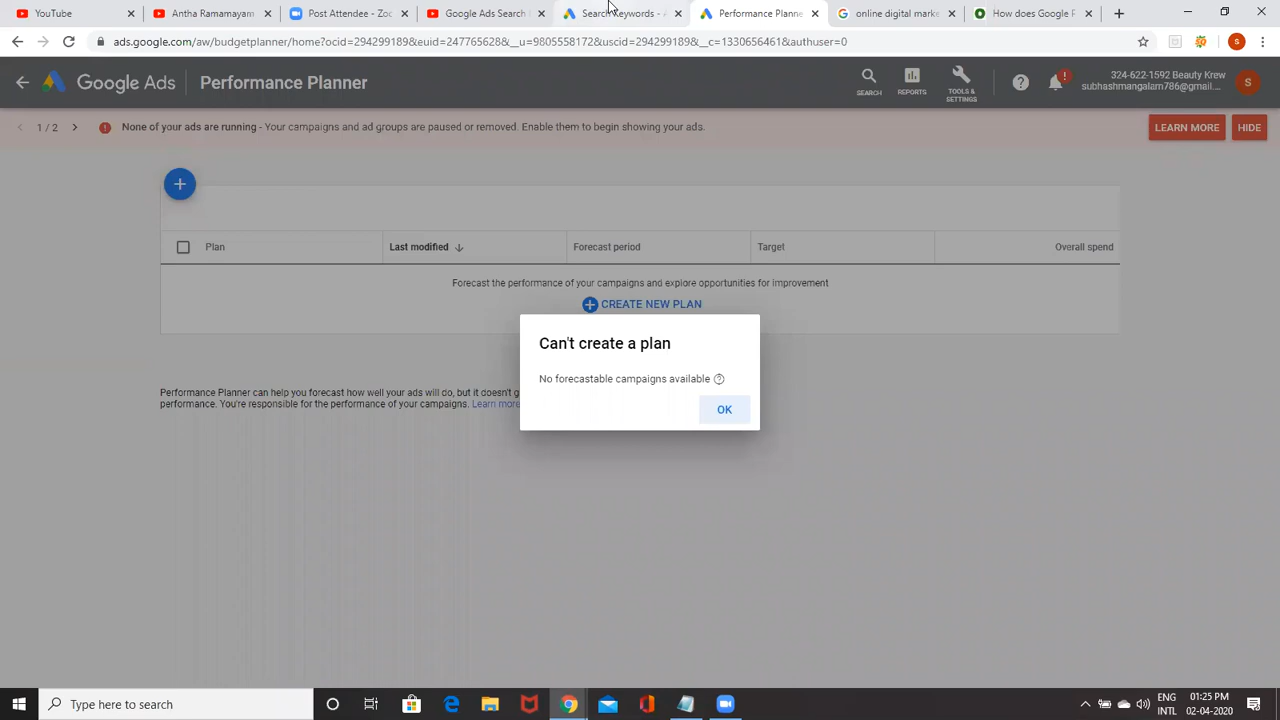 YouTube
Antha Ramayamayam
Post Attendee - Zoo
Google Ads Search
Search Keywords - A
Performance Planne
online digital marke
How does Google P
ads.google.com/aw/budgetplanner/home?ocid=294299189&euid=247765628&__u=9805558172&uscid=294299189&__c=1330656461&authuser=0
Google Ads
Performance Planner
SEARCH
REPORTS
TOOLS &
SETTINGS
324-622-1592 Beauty Krew
subhashmangalam786@gmail....
S
1 / 2
None of your ads are running - Your campaigns and ad groups are paused or removed. Enable them to begin showing your ads.
LEARN MORE
HIDE
Plan
Last modified
Forecast period
Target
Overall spend
Forecast the performance of your campaigns and explore opportunities for improvement
CREATE NEW PLAN
Can't create a plan
No forecastable campaigns available
OK
Performance Planner can help you forecast how well your ads will do, but it doesn't g
performance. You're responsible for the performance of your campaigns. Learn more
Type here to search
ENG
INTL
01:25 PM
02-04-2020